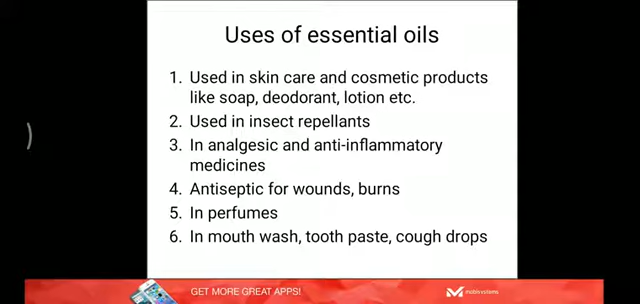 Uses of essential oils
1. Used in skin care and cosmetic products
like soap, deodorant, lotion etc.
2. Used in insect repellants
3. In analgesic and anti-inflammatory
medicines
4. Antiseptic for wounds, burns
5. In perfumes
6. In mouth wash, tooth paste, cough drops
GET MORE GREAT APPS!
mobisystems